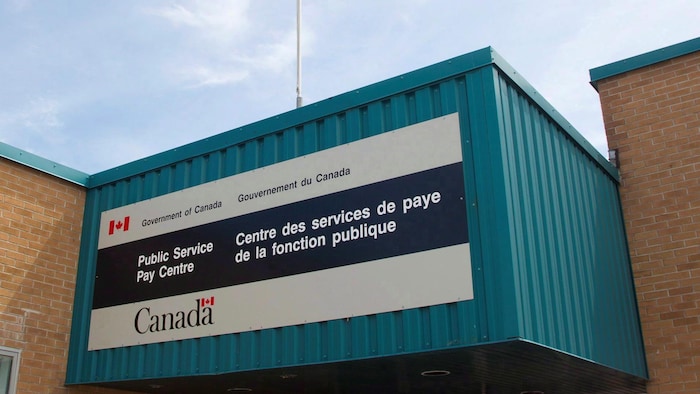 Government of Canada
Gouvernement du Canada
Public Service
Pay Centre
Centre des services de paye
de la fonction publique
Canada